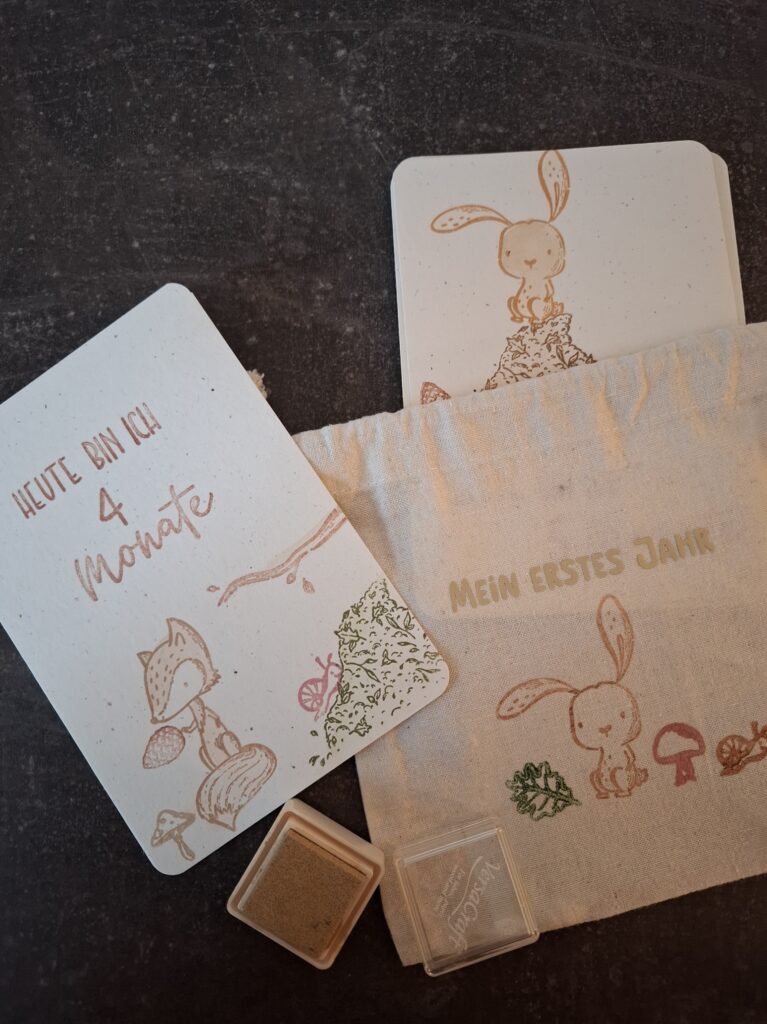 HEUTE BIN ICH
4
Monate
MEIN ERSTES JAHR
VersaCraft